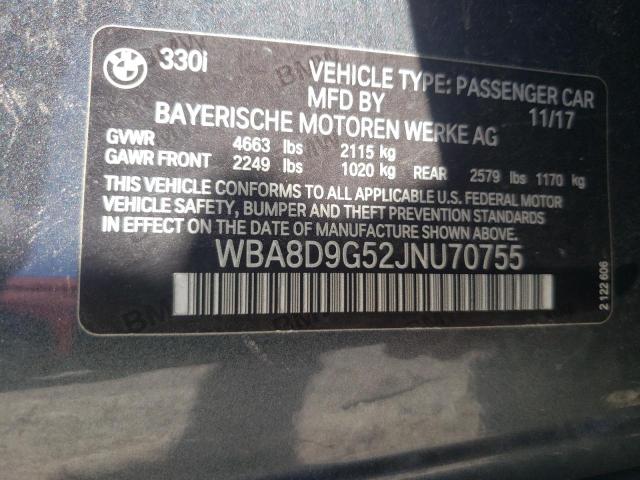 BMW 330i
VEHICLE TYPE: PASSENGER CAR
MFD BY 11/17
BAYERISCHE MOTOREN WERKE AG
GVWR 4663 lbs 2115 kg
GAWR FRONT 2249 lbs 1020 kg REAR 2579 lbs 1170 kg
THIS VEHICLE CONFORMS TO ALL APPLICABLE U.S. FEDERAL MOTOR
VEHICLE SAFETY, BUMPER AND THEFT PREVENTION STANDARDS
IN EFFECT ON THE DATE OF MANUFACTURE SHOWN ABOVE.
WBA8D9G52JNU70755
2 122 606